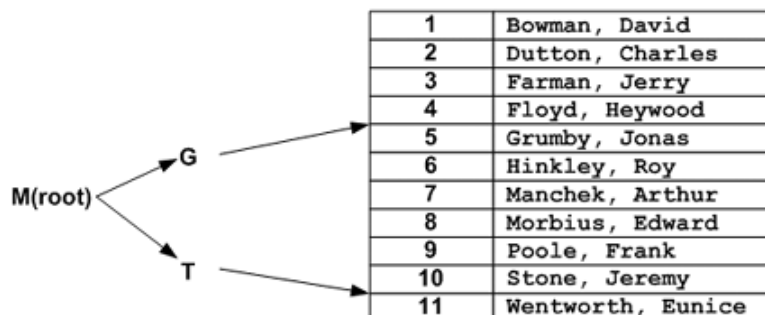 1 Bowman, David
2 Dutton, Charles
3 Farman, Jerry
4 Floyd, Heywood
G
5 Grumby, Jonas
6 Hinkley, Roy
M(root)
7 Manchek, Arthur
8 Morbius, Edward
9 Poole, Frank
T
10 Stone, Jeremy
11 Wentworth, Eunice